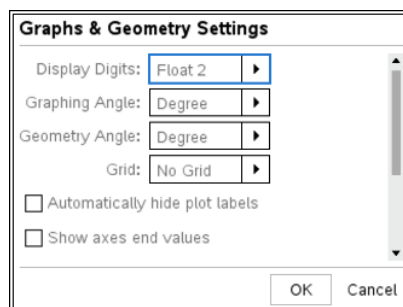 Graphs & Geometry Settings
Display Digits: Float 2
Graphing Angle: Degree
Geometry Angle: Degree
Grid: No Grid
Automatically hide plot labels
Show axes end values
OK Cancel